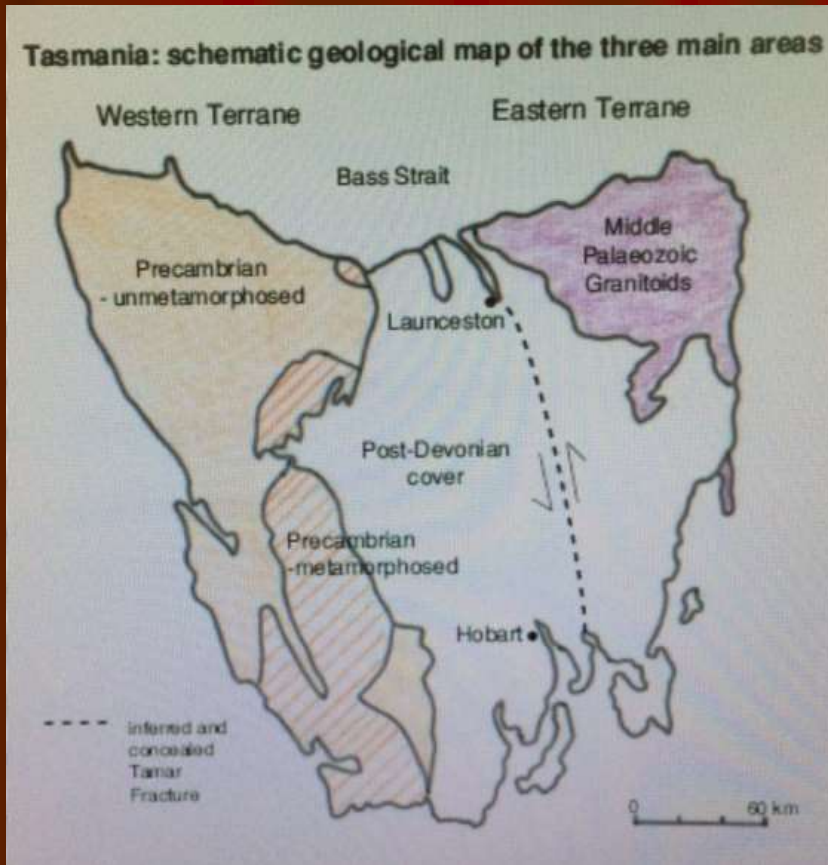 Tasmania: schematic geological map of the three main areas
Western Terrane
Eastern Terrane
Bass Strait
Middle
Palaeozoic
Granitoids
Precambrian
- unmetamorphosed
Launceston
Post-Devonian
cover
Precambrian
-metamorphosed
Hobart
inferred and
concealed
Tamar
Fracture
0 60 km